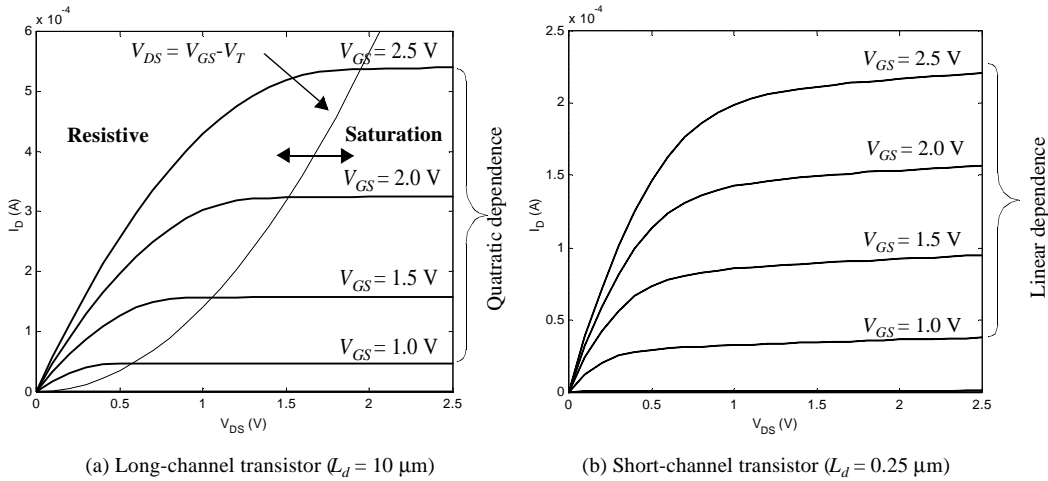 x 10⁻⁴
6
5
4
3
2
1
0
0
0.5
1
1.5
2
2.5
I_D (A)
V_DS (V)
V_DS = V_GS-V_T
V_GS = 2.5 V
Resistive
Saturation
V_GS = 2.0 V
V_GS = 1.5 V
V_GS = 1.0 V
Quatratic dependence
(a) Long-channel transistor (L_d = 10 μm)
x 10⁻⁴
2.5
2
1.5
1
0.5
0
0
0.5
1
1.5
2
2.5
I_D (A)
V_DS (V)
V_GS = 2.5 V
V_GS = 2.0 V
V_GS = 1.5 V
V_GS = 1.0 V
Linear dependence
(b) Short-channel transistor (L_d = 0.25 μm)